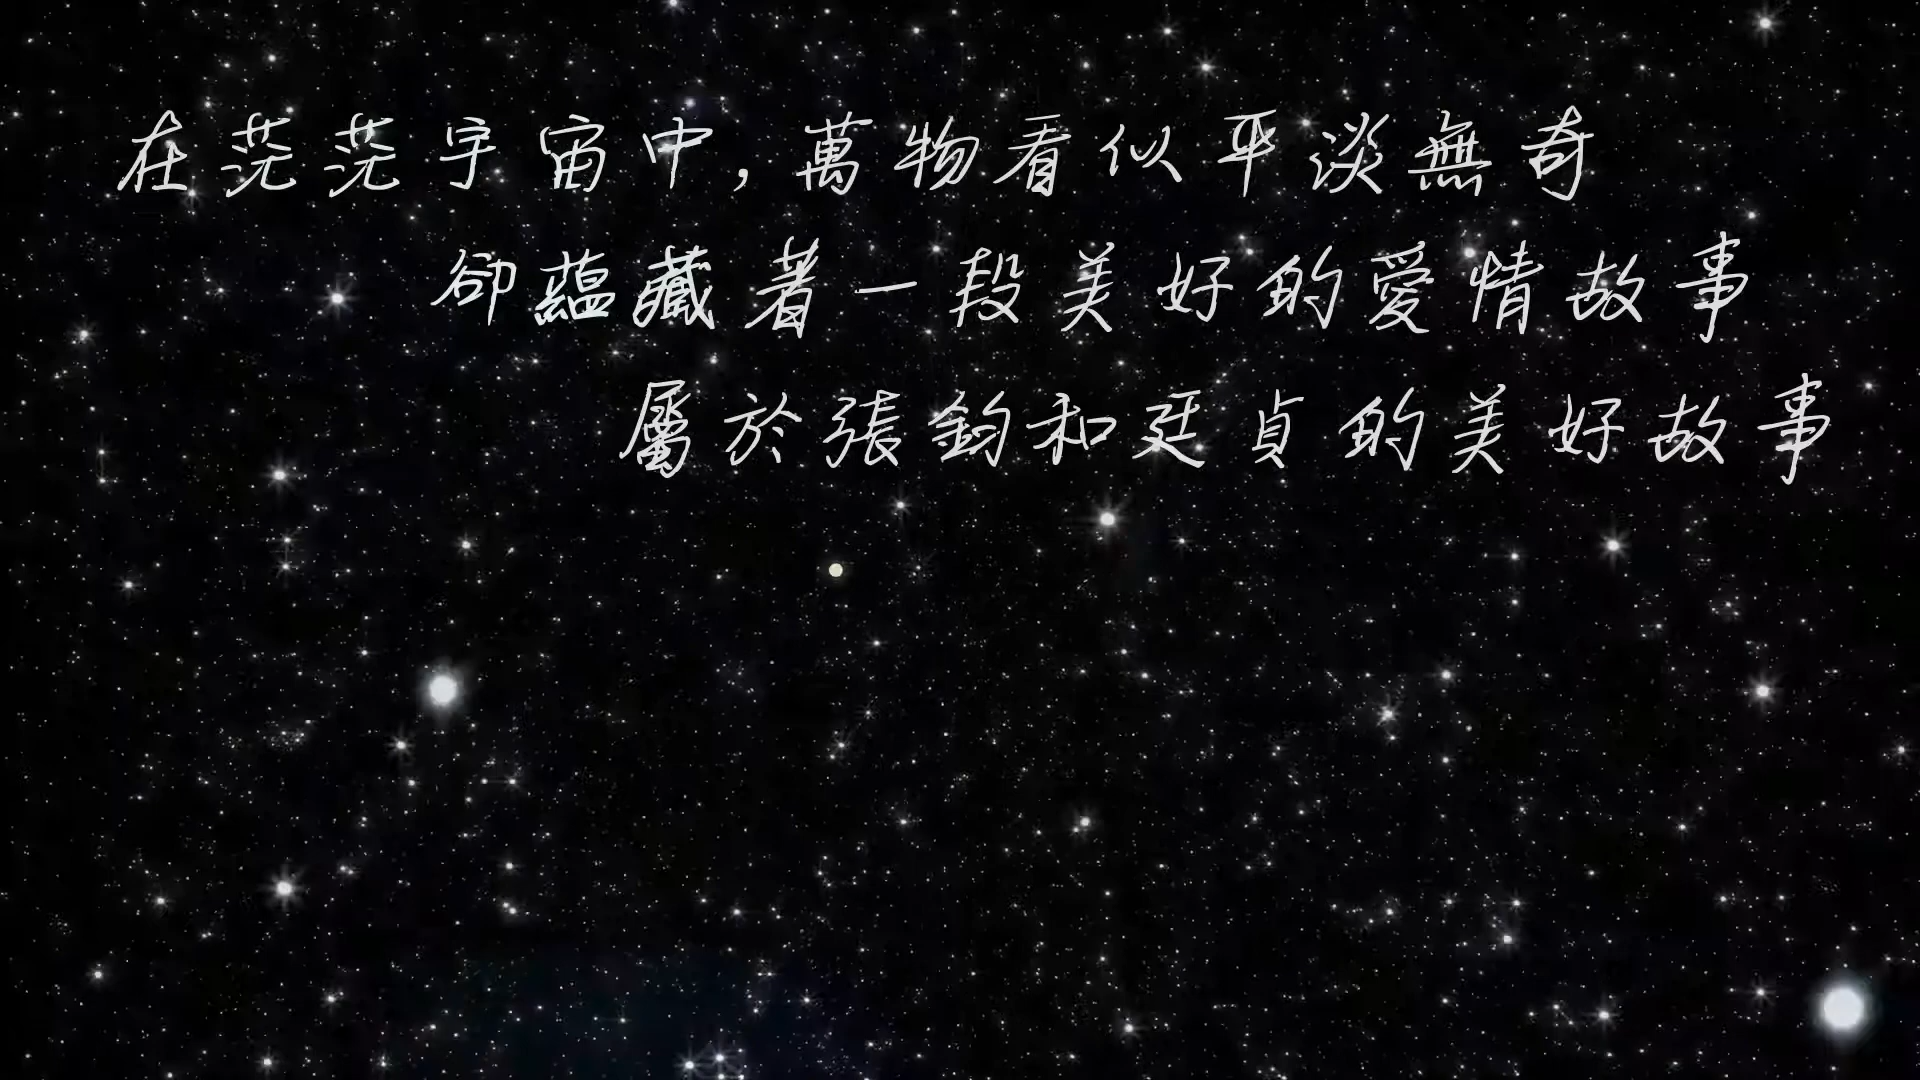 在茫茫宇宙中,萬物看似平淡無奇
卻蘊藏著一段美好的愛情故事
屬於張鈞和廷貞的美好故事